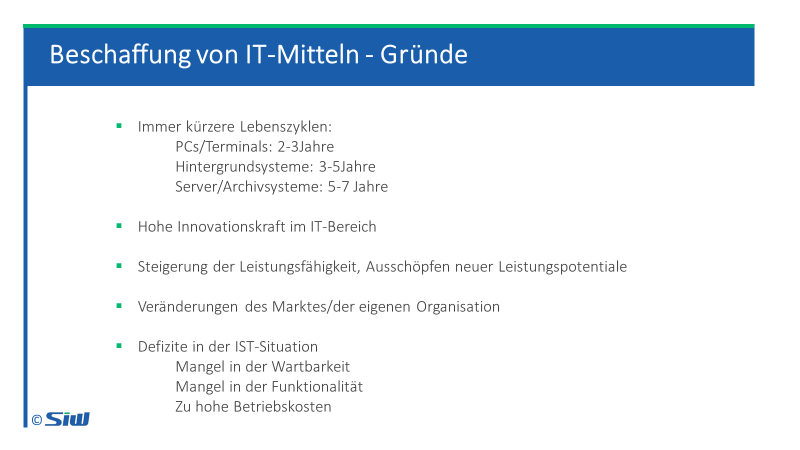 Beschaffung von IT-Mitteln - Gründe
Immer kürzere Lebenszyklen:
PCs/Terminals: 2-3Jahre
Hintergrundsysteme: 3-5Jahre
Server/Archivsysteme: 5-7 Jahre
Hohe Innovationskraft im IT-Bereich
Steigerung der Leistungsfähigkeit, Ausschöpfen neuer Leistungspotentiale
Veränderungen des Marktes/der eigenen Organisation
Defizite in der IST-Situation
Mangel in der Wartbarkeit
Mangel in der Funktionalität
Zu hohe Betriebskosten
© SiW